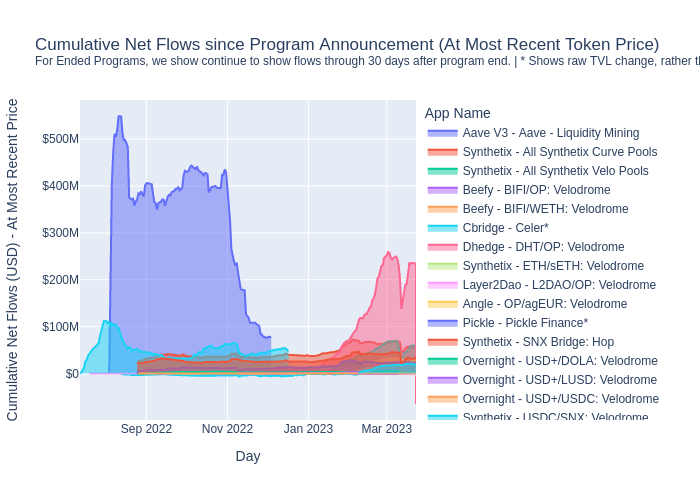 Cumulative Net Flows since Program Announcement (At Most Recent Token Price)
For Ended Programs, we show continue to show flows through 30 days after program end. | * Shows raw TVL change, rather
Cumulative Net Flows (USD) - At Most Recent Price
$500M
$400M
$300M
$200M
$100M
$0
Sep 2022
Nov 2022
Jan 2023
Mar 2023
Day
App Name
Aave V3 - Aave - Liquidity Mining
Synthetix - All Synthetix Curve Pools
Synthetix - All Synthetix Velo Pools
Beefy - BIFI/OP: Velodrome
Beefy - BIFI/WETH: Velodrome
Cbridge - Celer*
Dhedge - DHT/OP: Velodrome
Synthetix - ETH/sETH: Velodrome
Layer2Dao - L2DAO/OP: Velodrome
Angle - OP/agEUR: Velodrome
Pickle - Pickle Finance*
Synthetix - SNX Bridge: Hop
Overnight - USD+/DOLA: Velodrome
Overnight - USD+/LUSD: Velodrome
Overnight - USD+/USDC: Velodrome
Synthetix - USDC/SNX: Velodrome